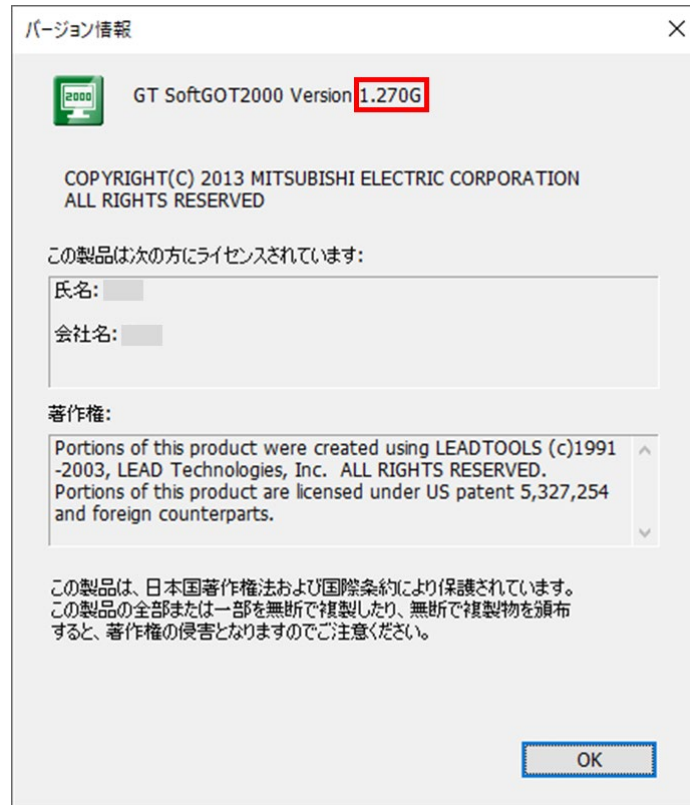 バージョン情報
2000
GT SoftGOT2000 Version 1.270G
COPYRIGHT(C) 2013 MITSUBISHI ELECTRIC CORPORATION
ALL RIGHTS RESERVED
この製品は次の方にライセンスされています:
氏名:
会社名:
著作権:
Portions of this product were created using LEADTOOLS (c)1991
-2003, LEAD Technologies, Inc.  ALL RIGHTS RESERVED.
Portions of this product are licensed under US patent 5,327,254
and foreign counterparts.
この製品は、日本国著作権法および国際条約により保護されています。
この製品の全部または一部を無断で複製したり、無断で複製物を頒布
すると、著作権の侵害となりますのでご注意ください。
OK